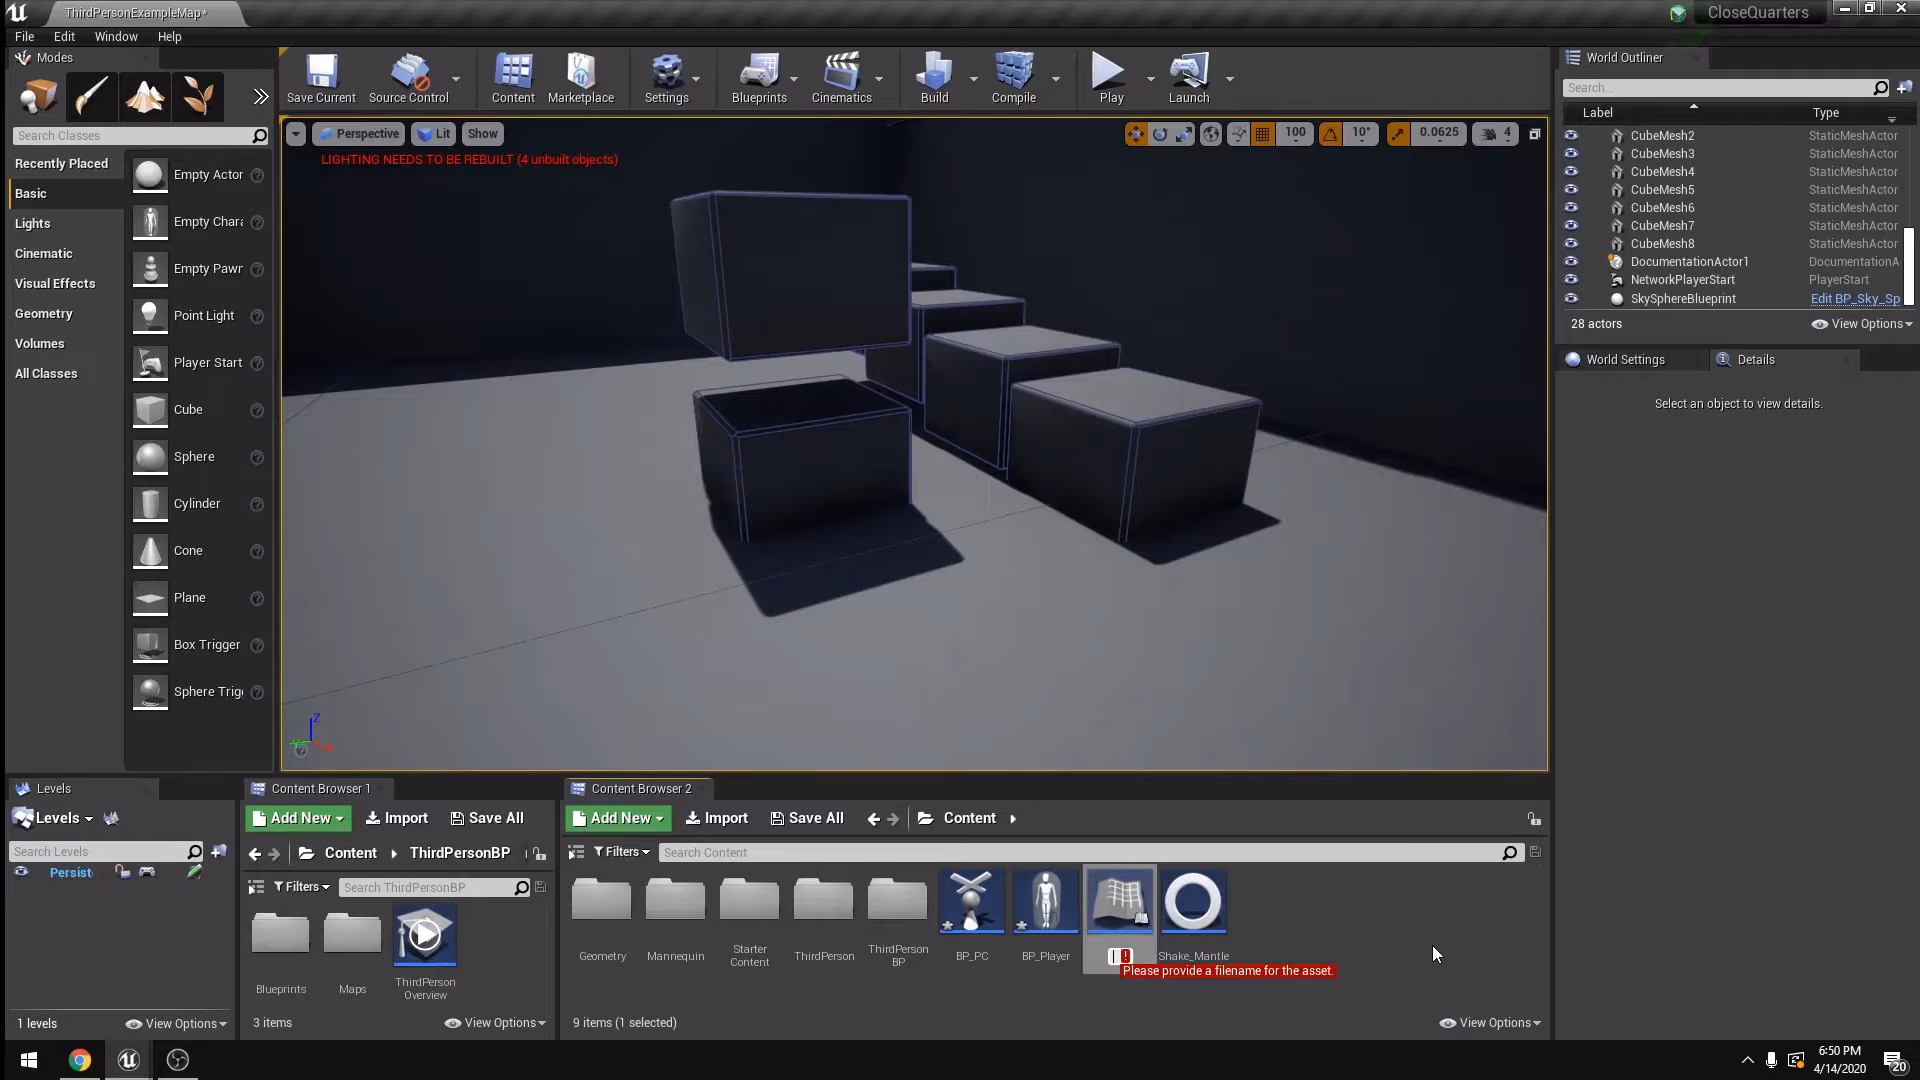 ThirdPersonExampleMap*
CloseQuarters
File Edit Window Help
Modes
Save Current
Source Control
Content
Marketplace
Settings
Blueprints
Cinematics
Build
Compile
Play
Launch
World Outliner
Search...
Label Type
Search Classes
Recently Placed
Basic
Lights
Cinematic
Visual Effects
Geometry
Volumes
All Classes
Empty Actor
Empty Chara
Empty Pawn
Point Light
Player Start
Cube
Sphere
Cylinder
Cone
Plane
Box Trigger
Sphere Trig
Perspective Lit Show
100 10° 0.0625 4
LIGHTING NEEDS TO BE REBUILT (4 unbuilt objects)
Z
CubeMesh2 StaticMeshActor
CubeMesh3 StaticMeshActor
CubeMesh4 StaticMeshActor
CubeMesh5 StaticMeshActor
CubeMesh6 StaticMeshActor
CubeMesh7 StaticMeshActor
CubeMesh8 StaticMeshActor
DocumentationActor1 DocumentationA
NetworkPlayerStart PlayerStart
SkySphereBlueprint Edit BP_Sky_Sp
28 actors View Options
World Settings Details
Select an object to view details.
Levels
Levels
Search Levels
Persist
1 levels View Options
Content Browser 1
Add New Import Save All
Content ThirdPersonBP
Filters Search ThirdPersonBP
Blueprints
Maps
ThirdPerson
Overview
3 items View Options
Content Browser 2
Add New Import Save All Content
Filters Search Content
Geometry
Mannequin
Starter
Content
ThirdPerson
ThirdPerson
BP
BP_PC
BP_Player
Shake_Mantle
Please provide a filename for the asset.
9 items (1 selected) View Options
6:50 PM
4/14/2020
20